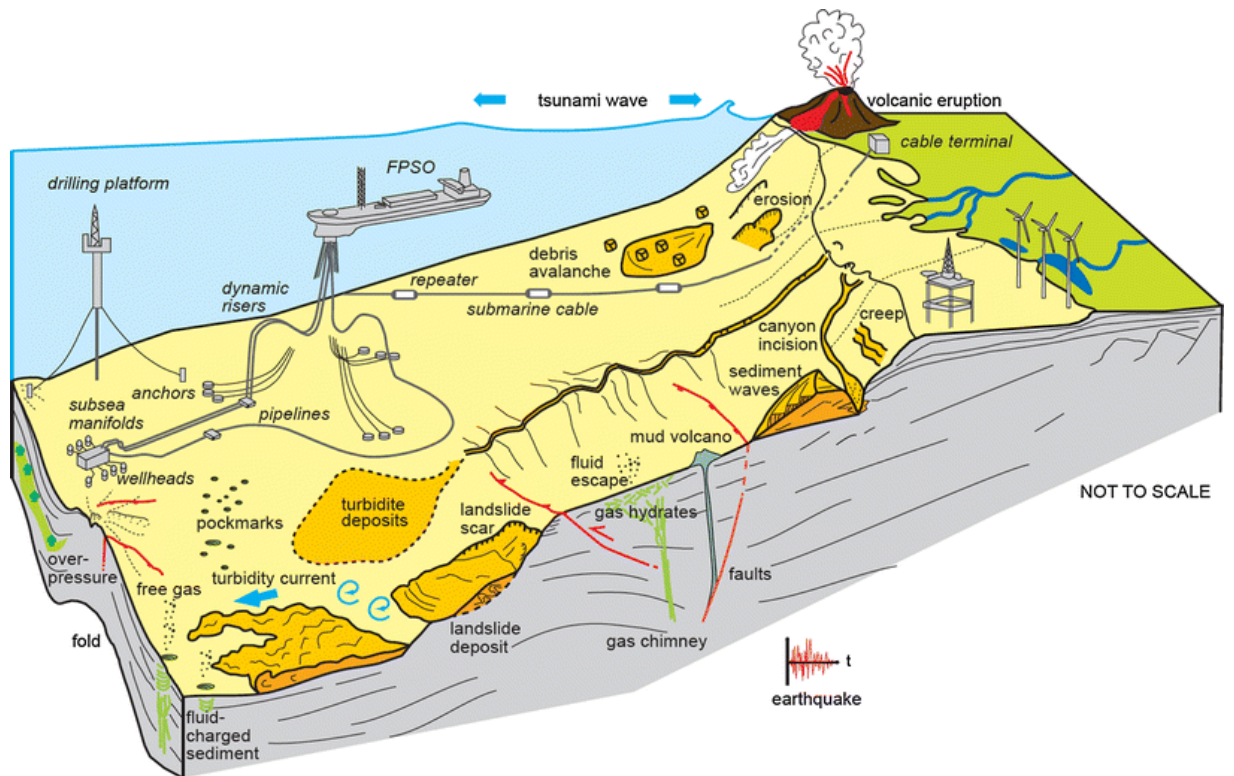 tsunami wave
volcanic eruption
cable terminal
FPSO
drilling platform
erosion
debris
avalanche
repeater
dynamic
risers
submarine cable
creep
canyon
incision
sediment
waves
anchors
subsea
manifolds
pipelines
mud volcano
wellheads
fluid
escape
turbidite
deposits
NOT TO SCALE
landslide
scar
gas hydrates
pockmarks
over-
pressure
free gas
turbidity current
faults
fold
landslide
deposit
gas chimney
t
earthquake
fluid-
charged
sediment